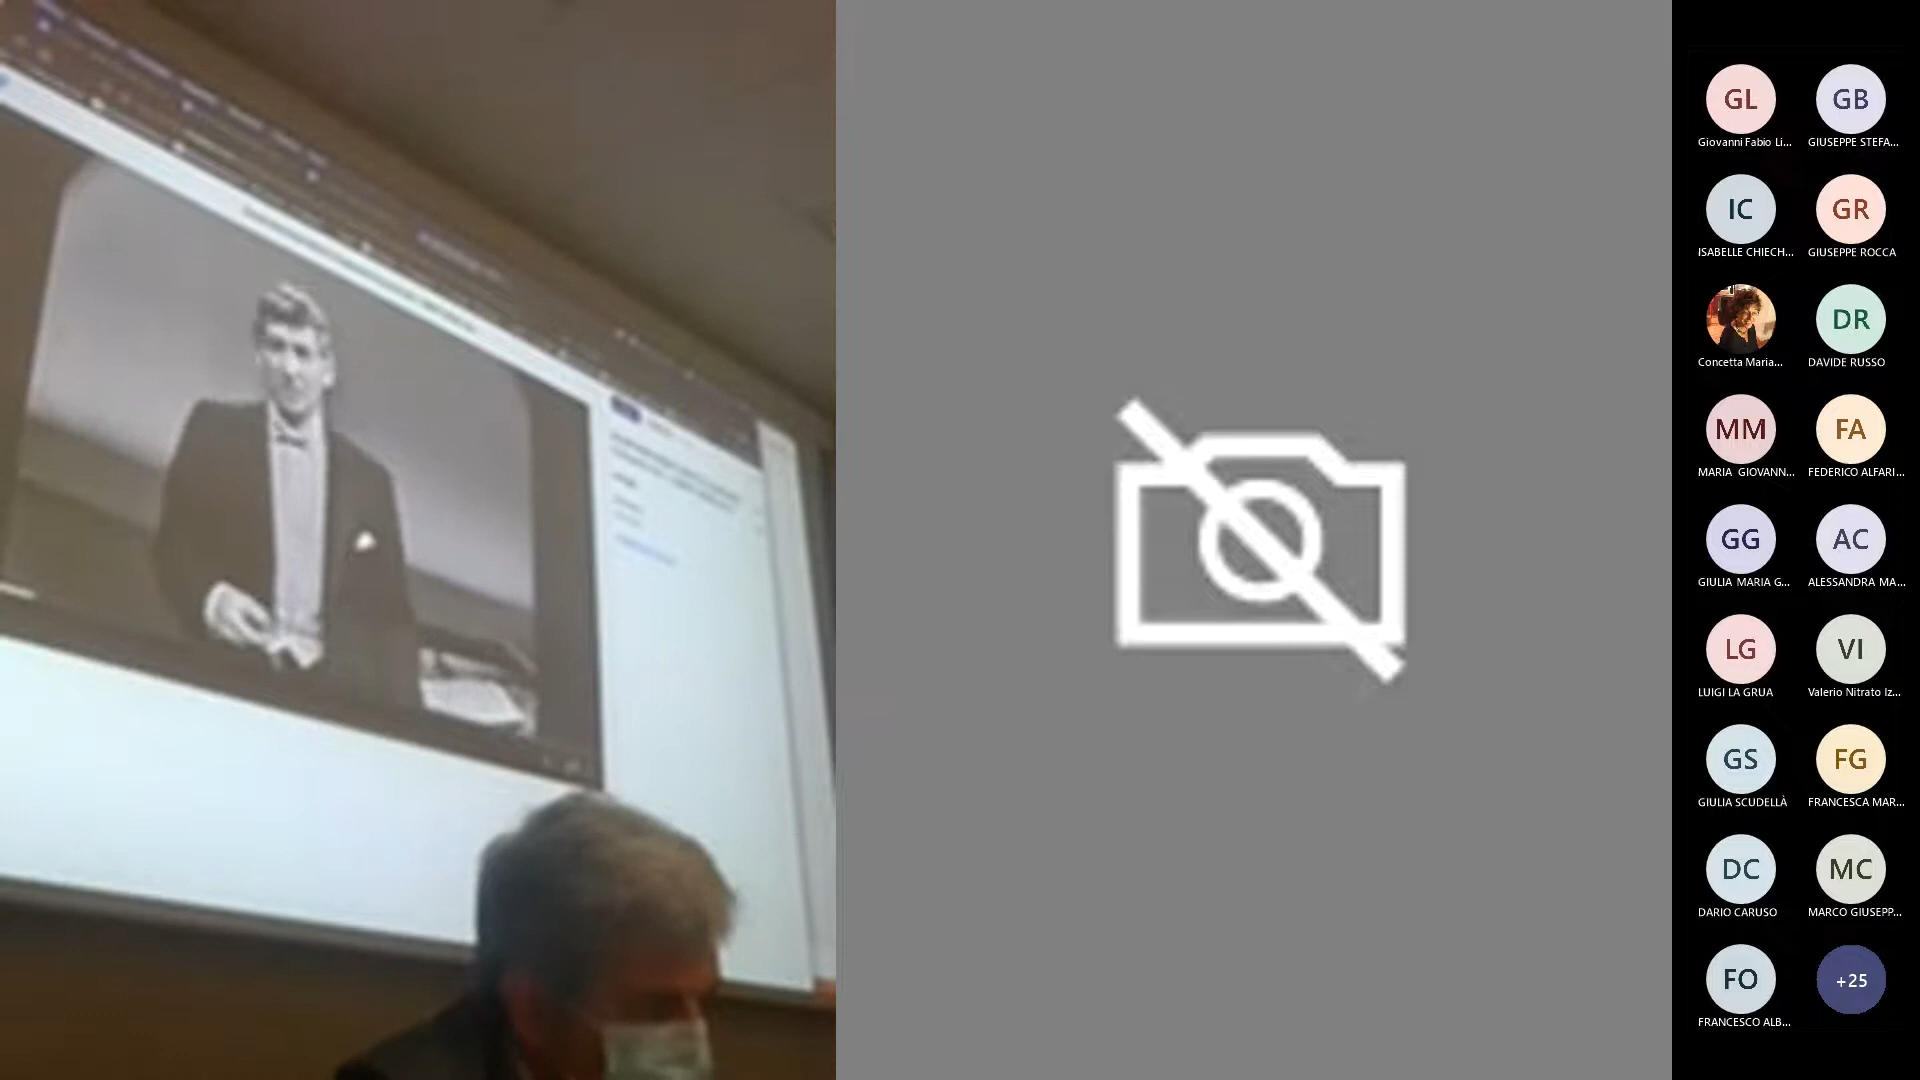 GL GB
Giovanni Fabio Li... GIUSEPPE STEFA...
IC GR
ISABELLE CHIECH... GIUSEPPE ROCCA
DR
Concetta Maria... DAVIDE RUSSO
MM FA
MARIA GIOVANN... FEDERICO ALFARI...
GG AC
GIULIA MARIA G... ALESSANDRA MA...
LG VI
LUIGI LA GRUA Valerio Nitrato Iz...
GS FG
GIULIA SCUDELLÀ FRANCESCA MAR...
DC MC
DARIO CARUSO MARCO GIUSEPP...
FO +25
FRANCESCO ALB...